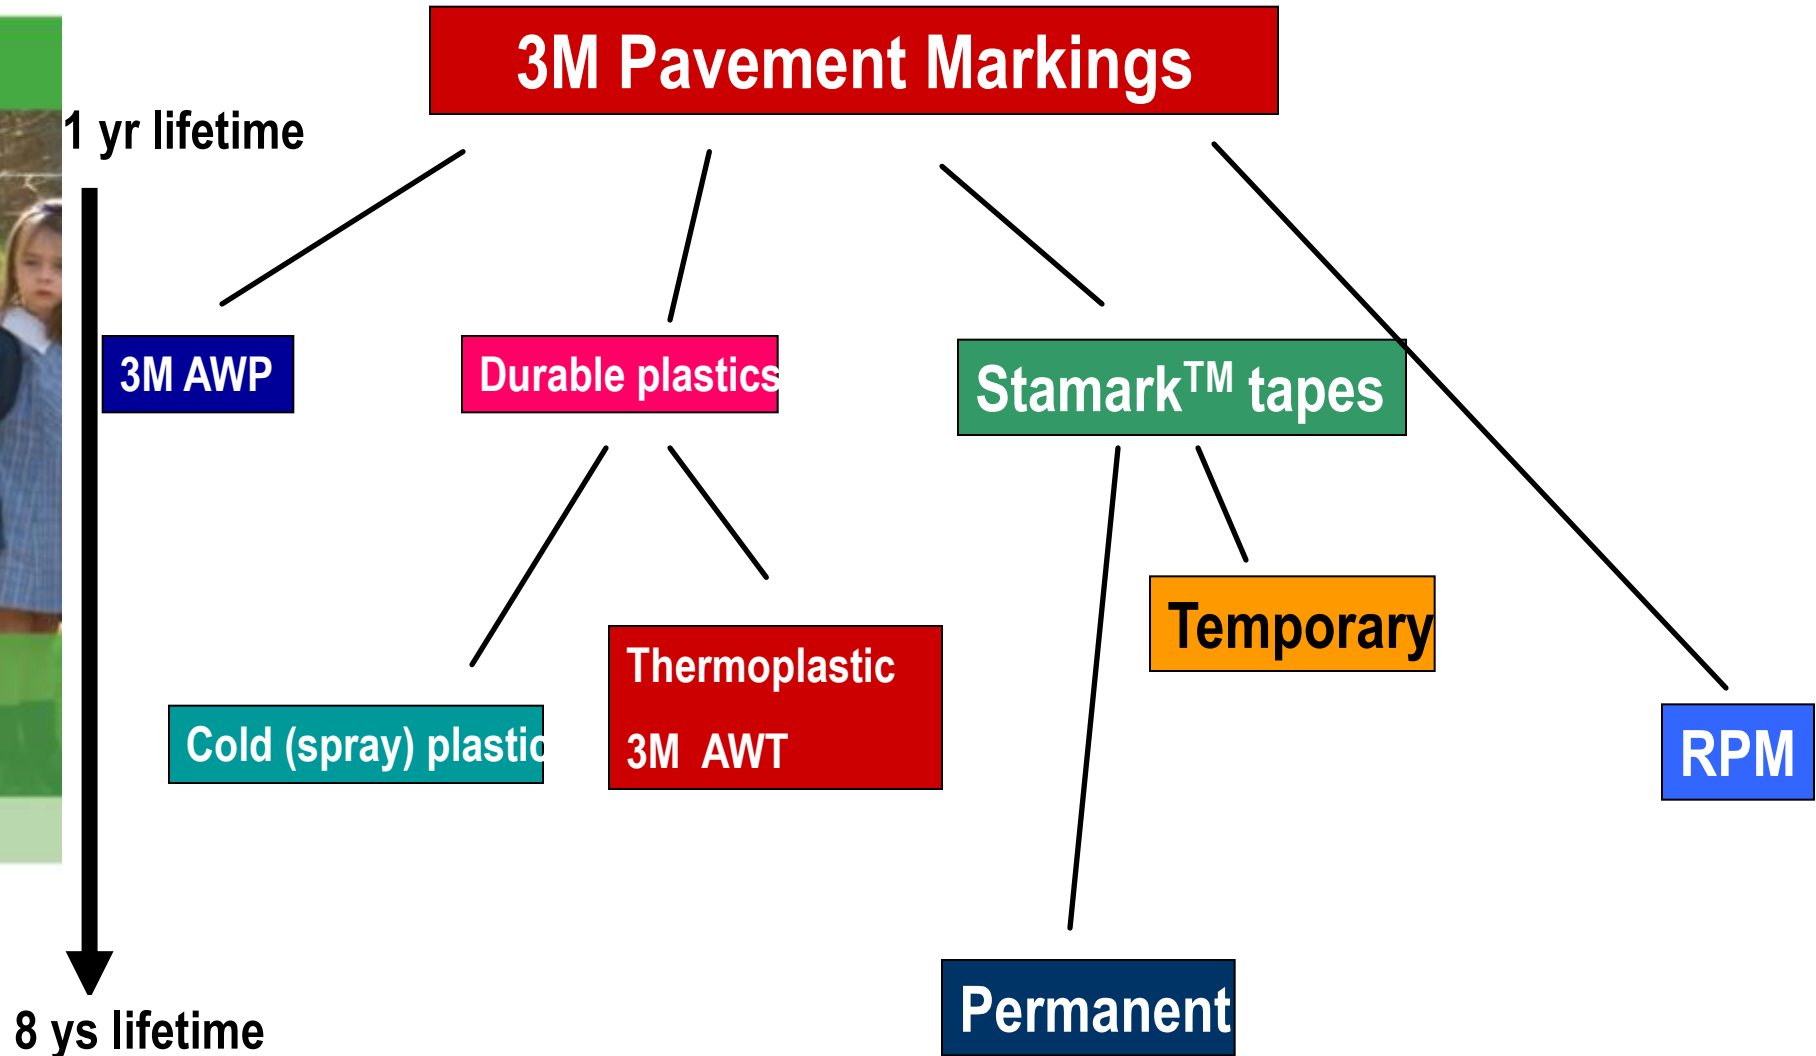 3M Pavement Markings
1 yr lifetime
3M AWP
Durable plastics
Stamark™ tapes
Temporary
Thermoplastic
3M AWT
Cold (spray) plastic
RPM
Permanent
8 ys lifetime